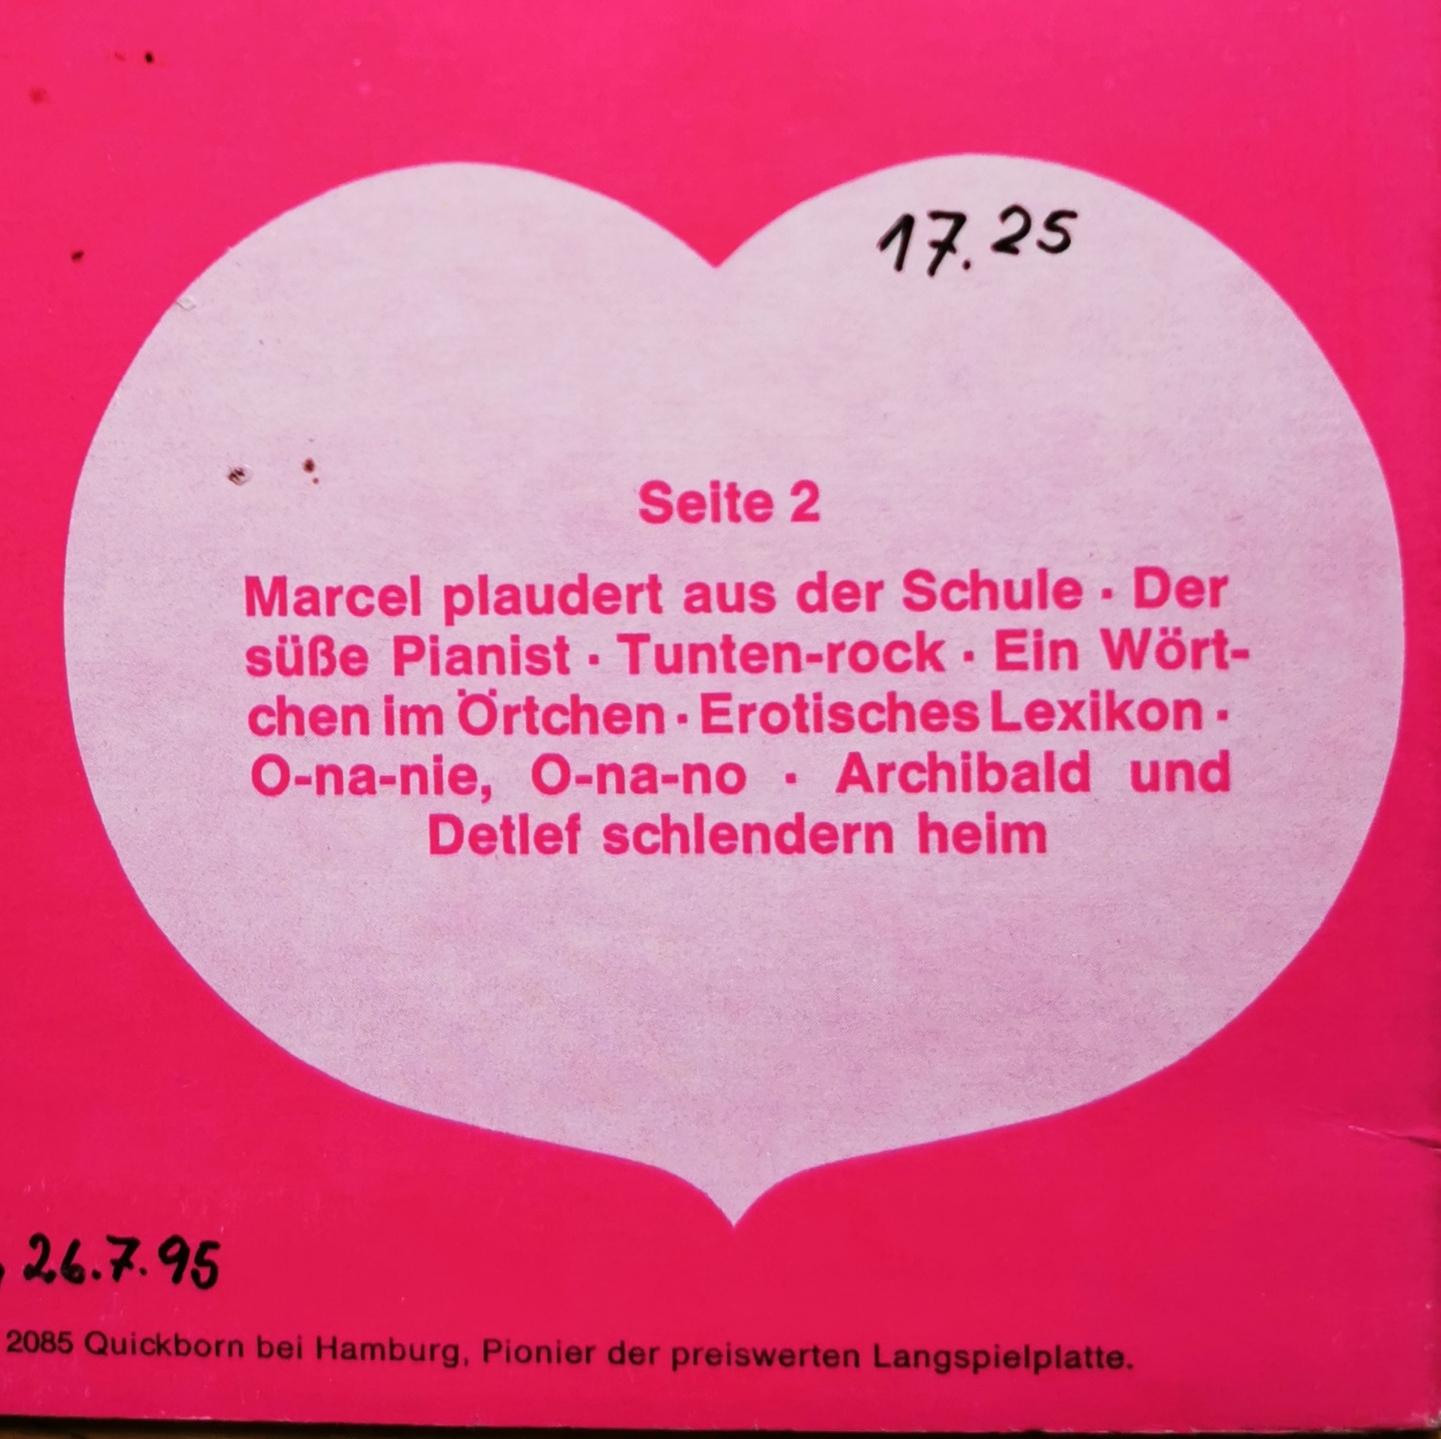 17.25
Seite 2
Marcel plaudert aus der Schule · Der
süße Pianist · Tunten-rock · Ein Wört-
chen im Örtchen · Erotisches Lexikon ·
O-na-nie, O-na-no · Archibald und
Detlef schlendern heim
, 26.7.95
2085 Quickborn bei Hamburg, Pionier der preiswerten Langspielplatte.